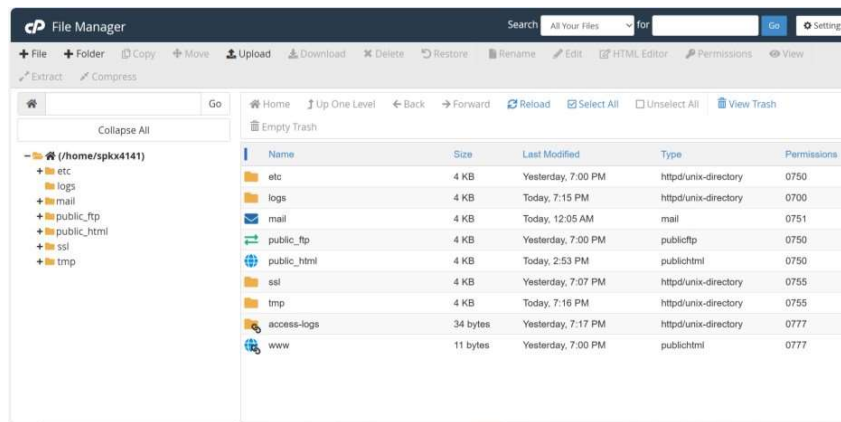 cP File Manager Search All Your Files for Go Setting
+ File + Folder Copy Move Upload Download Delete Restore Rename Edit HTML Editor Permissions View
Extract Compress
Go
Collapse All
(/home/spkx4141)
etc
logs
mail
public_ftp
public_html
ssl
tmp
Home Up One Level Back Forward Reload Select All Unselect All View Trash
Empty Trash
Name Size Last Modified Type Permissions
etc 4 KB Yesterday, 7:00 PM httpd/unix-directory 0750
logs 4 KB Today, 7:15 PM httpd/unix-directory 0700
mail 4 KB Today, 12:05 AM mail 0751
public_ftp 4 KB Yesterday, 7:00 PM publicftp 0750
public_html 4 KB Today, 2:53 PM publichtml 0750
ssl 4 KB Yesterday, 7:07 PM httpd/unix-directory 0755
tmp 4 KB Today, 7:16 PM httpd/unix-directory 0755
access-logs 34 bytes Yesterday, 7:17 PM httpd/unix-directory 0777
www 11 bytes Yesterday, 7:00 PM publichtml 0777